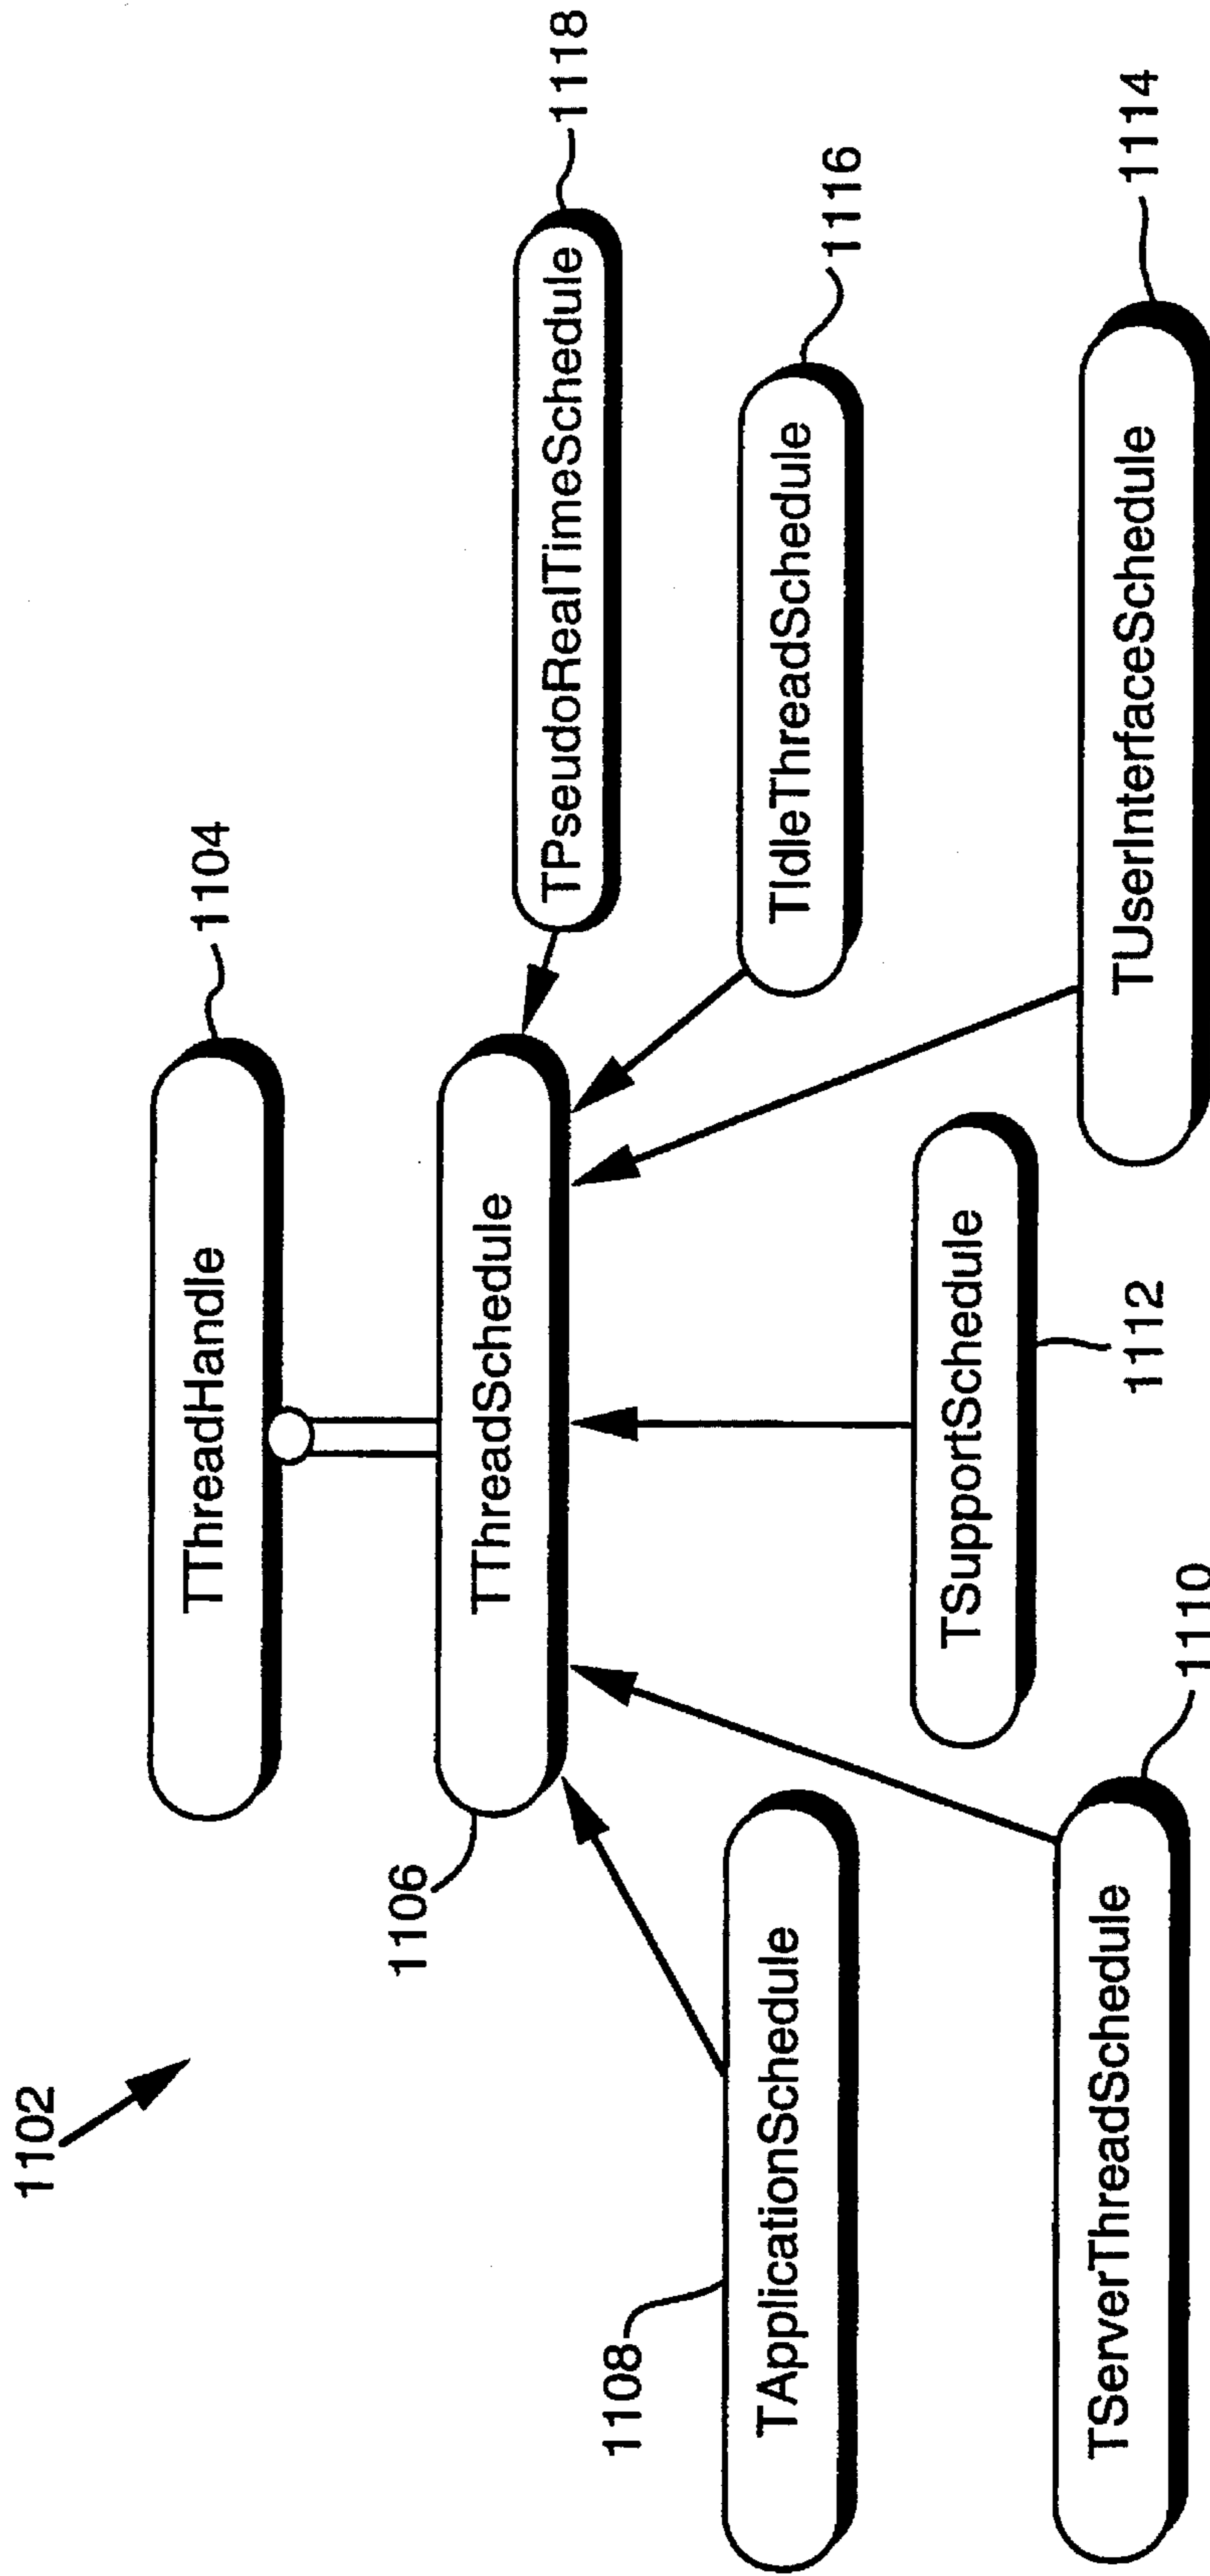 1102
TThreadHandle
1104
1106
TThreadSchedule
TPseudoRealTimeSchedule
1118
1108
TApplicationSchedule
TIdleThreadSchedule
1116
TSupportSchedule
1112
TServerThreadSchedule
1110
TUserInterfaceSchedule
1114